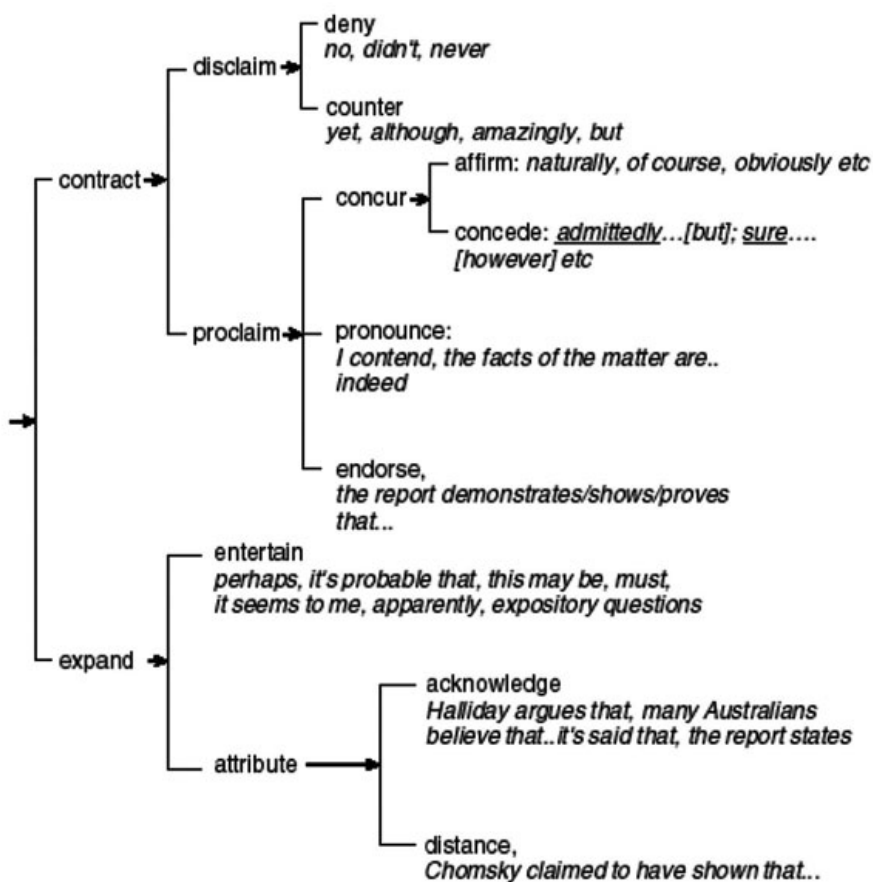 deny
no, didn't, never
disclaim
counter
yet, although, amazingly, but
contract
affirm: naturally, of course, obviously etc
concur
concede: admittedly...[but]; sure....
[however] etc
proclaim
pronounce:
I contend, the facts of the matter are..
indeed
endorse,
the report demonstrates/shows/proves
that...
entertain
perhaps, it's probable that, this may be, must,
it seems to me, apparently, expository questions
expand
acknowledge
Halliday argues that, many Australians
believe that..it's said that, the report states
attribute
distance,
Chomsky claimed to have shown that...